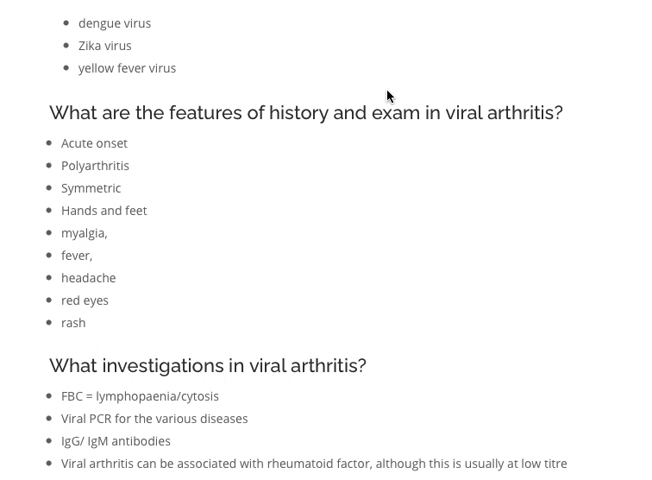 dengue virus
Zika virus
yellow fever virus
What are the features of history and exam in viral arthritis?
Acute onset
Polyarthritis
Symmetric
Hands and feet
myalgia,
fever,
headache
red eyes
rash
What investigations in viral arthritis?
FBC = lymphopaenia/cytosis
Viral PCR for the various diseases
IgG/ IgM antibodies
Viral arthritis can be associated with rheumatoid factor, although this is usually at low titre